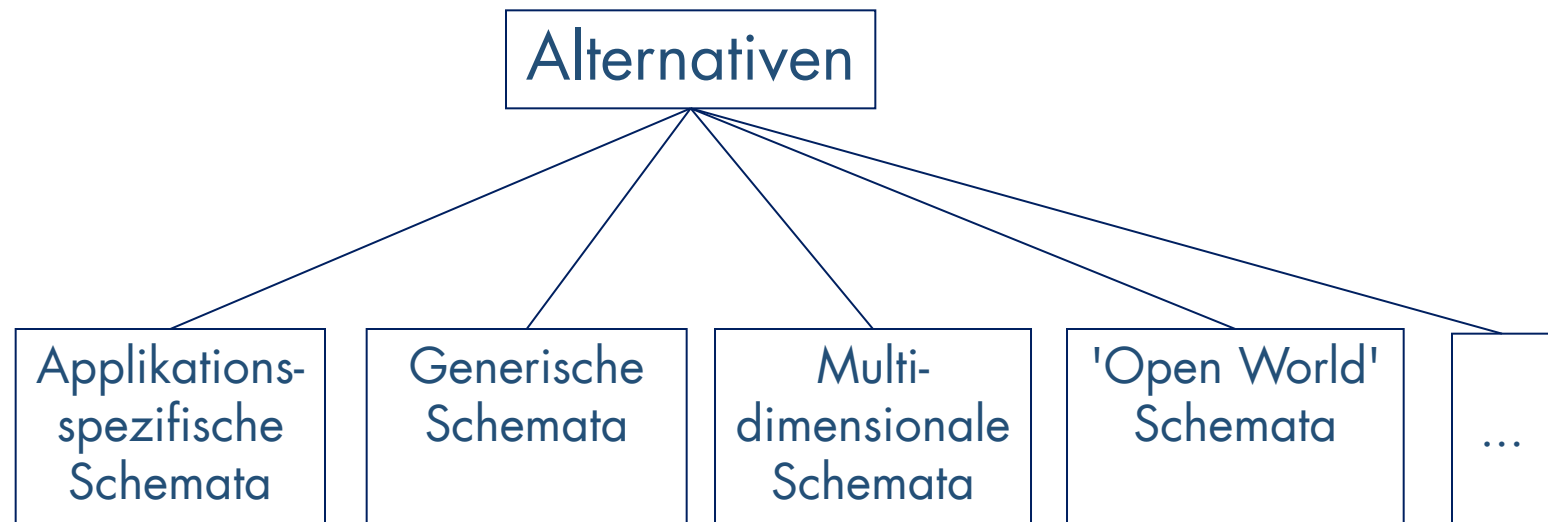 Alternativen
Applikations-
spezifische
Schemata
Generische
Schemata
Multi-
dimensionale
Schemata
'Open World'
Schemata
...